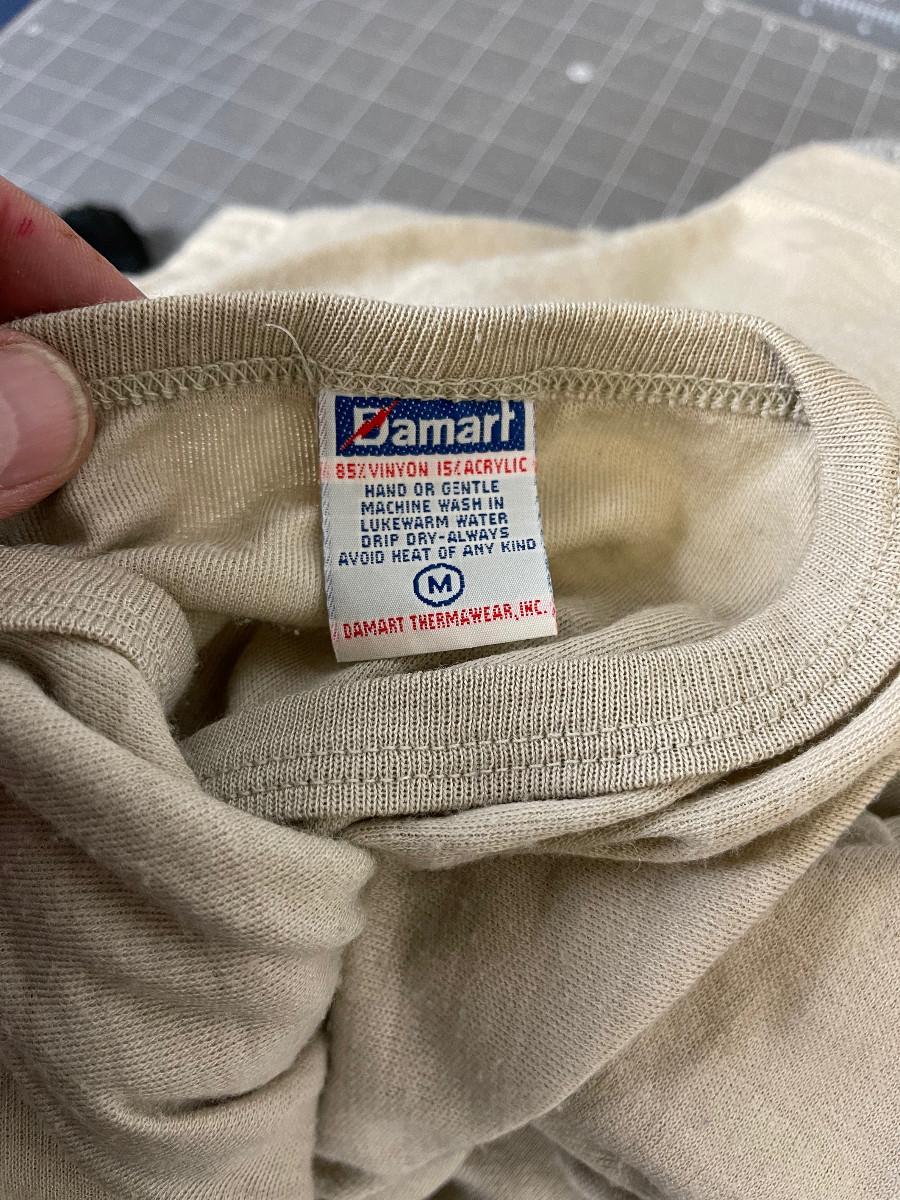 Damart
85% VINYON 15% ACRYLIC
HAND OR GENTLE
MACHINE WASH IN
LUKEWARM WATER
DRIP DRY-ALWAYS
AVOID HEAT OF ANY KIND
M
DAMART THERMAWEAR, INC.